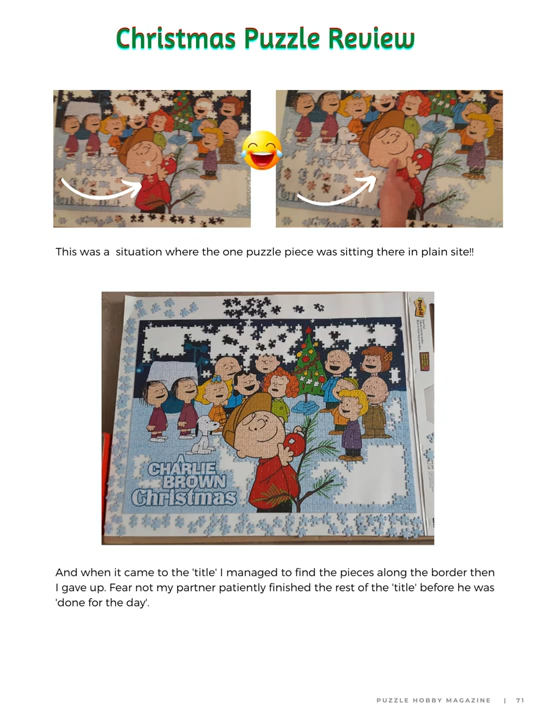 Christmas Puzzle Review
This was a situation where the one puzzle piece was sitting there in plain site!!
A
CHARLIE
BROWN
Christmas
And when it came to the 'title' I managed to find the pieces along the border then
I gave up. Fear not my partner patiently finished the rest of the 'title' before he was
'done for the day'.
PUZZLE HOBBY MAGAZINE | 71